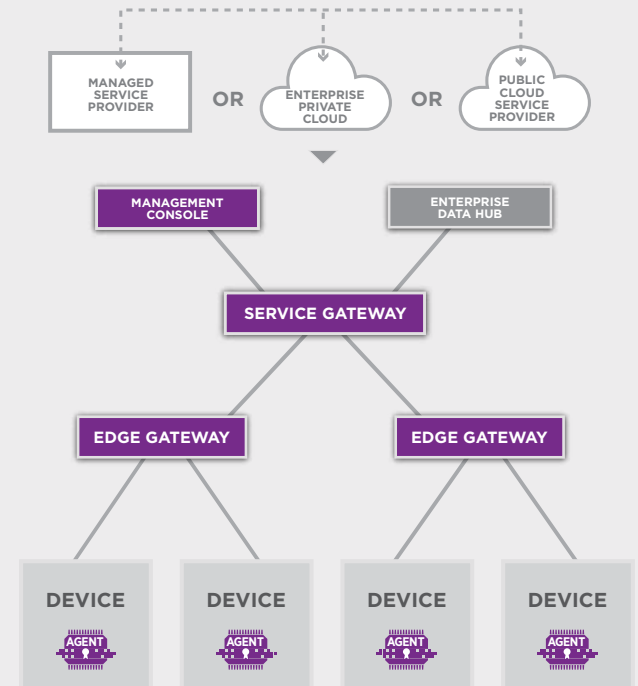 MANAGED
SERVICE
PROVIDER
OR
ENTERPRISE
PRIVATE
CLOUD
OR
PUBLIC
CLOUD
SERVICE
PROVIDER
MANAGEMENT
CONSOLE
ENTERPRISE
DATA HUB
SERVICE GATEWAY
EDGE GATEWAY
EDGE GATEWAY
DEVICE
DEVICE
DEVICE
DEVICE
AGENT
AGENT
AGENT
AGENT